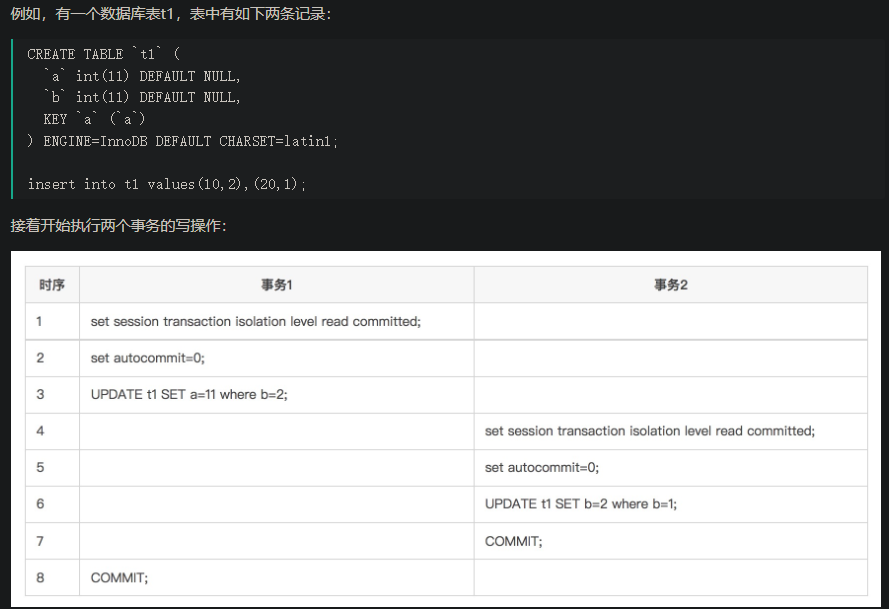 例如，有一个数据库表t1，表中有如下两条记录：
CREATE TABLE `t1` (
  `a` int(11) DEFAULT NULL,
  `b` int(11) DEFAULT NULL,
  KEY `a` (`a`)
) ENGINE=InnoDB DEFAULT CHARSET=latin1;
insert into t1 values(10,2),(20,1);
接着开始执行两个事务的写操作：
时序 事务1 事务2
1 set session transaction isolation level read committed;
2 set autocommit=0;
3 UPDATE t1 SET a=11 where b=2;
4 set session transaction isolation level read committed;
5 set autocommit=0;
6 UPDATE t1 SET b=2 where b=1;
7 COMMIT;
8 COMMIT;